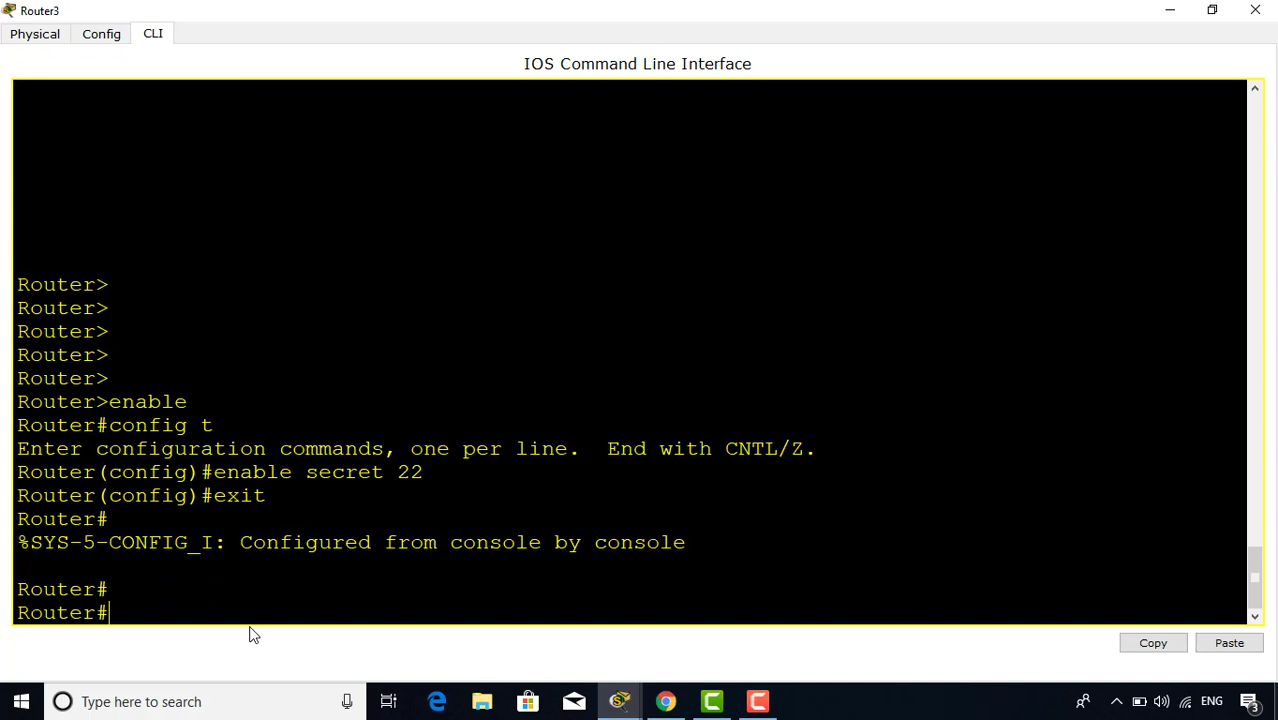 Router3
Physical
Config
CLI
IOS Command Line Interface
Router>
Router>
Router>
Router>
Router>
Router>enable
Router#config t
Enter configuration commands, one per line.  End with CNTL/Z.
Router(config)#enable secret 22
Router(config)#exit
Router#
%SYS-5-CONFIG_I: Configured from console by console
Router#
Router#
Copy
Paste
Type here to search
ENG
3